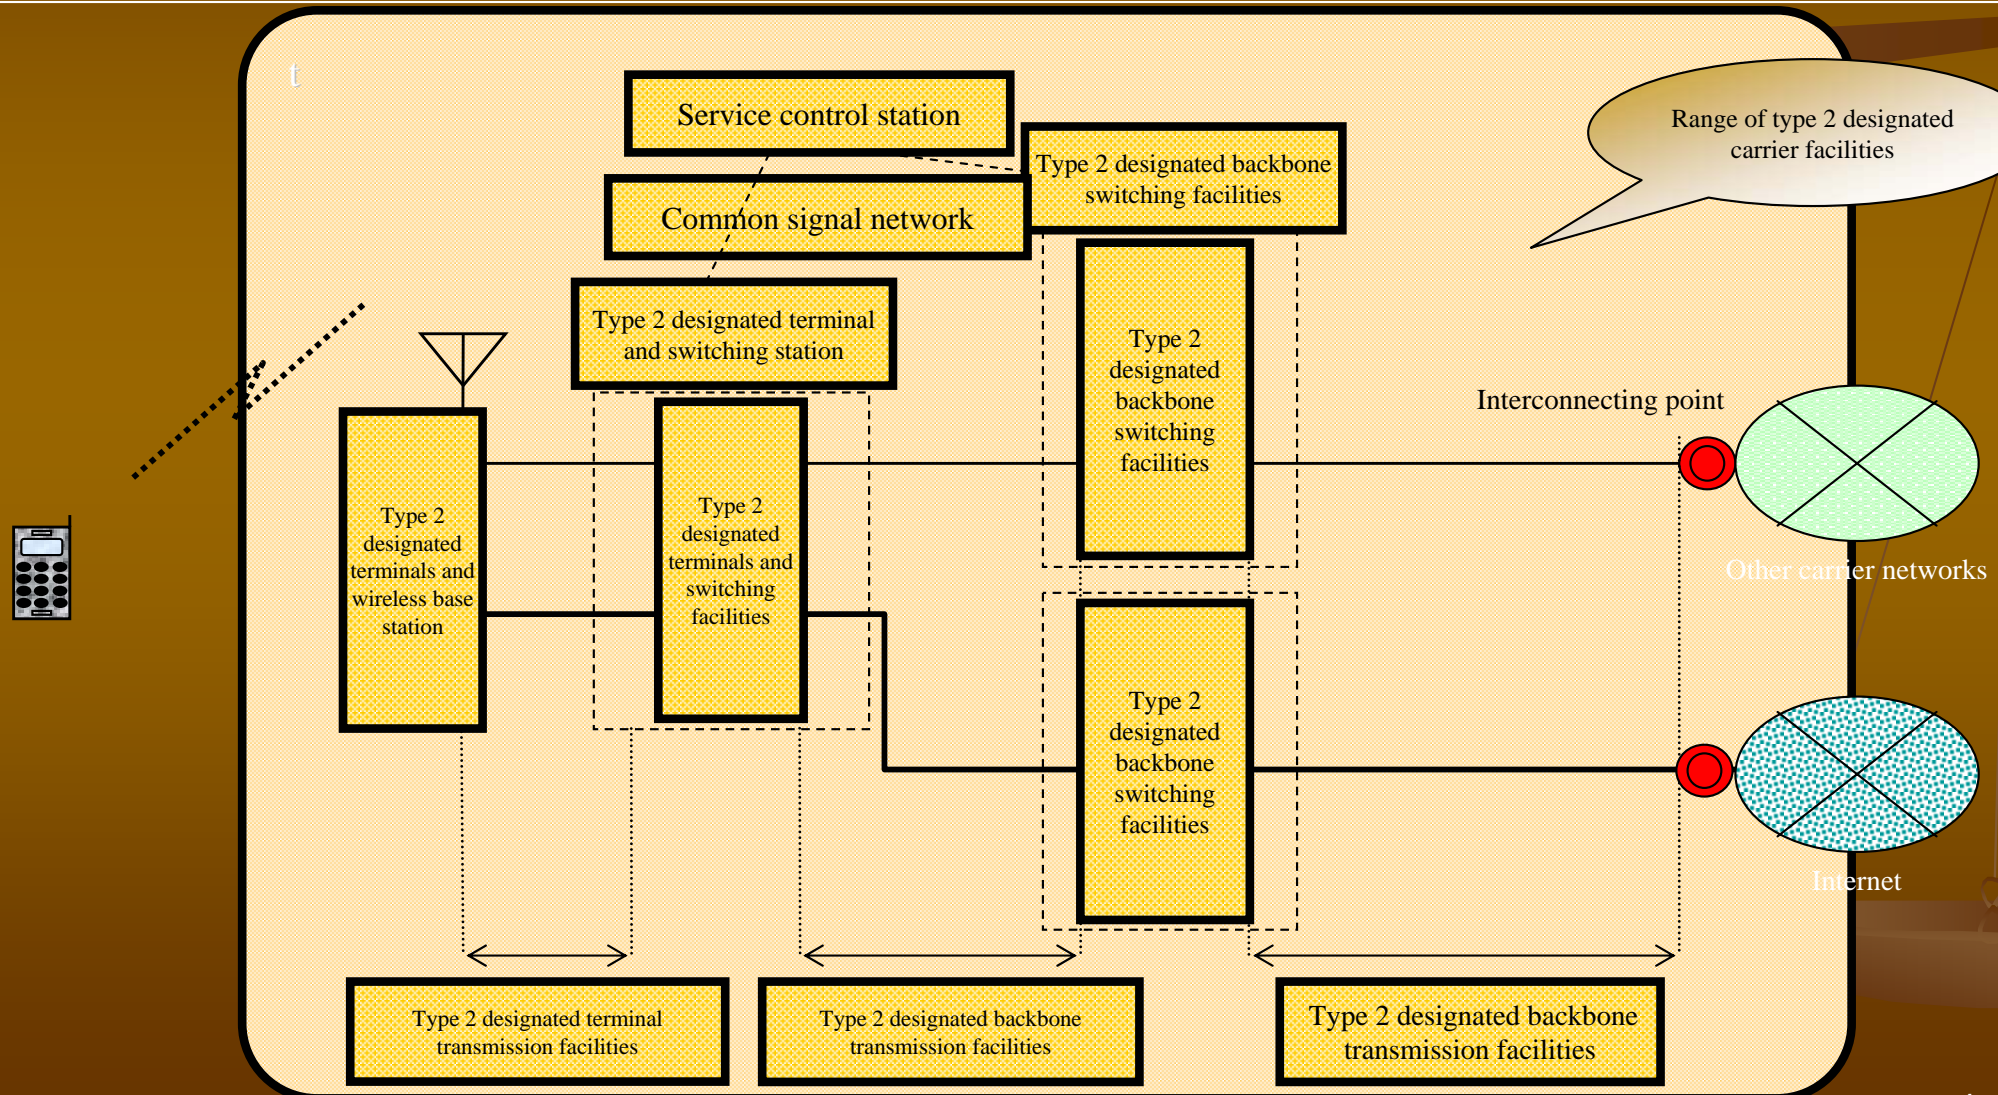 t
Service control station
Range of type 2 designated
carrier facilities
Type 2 designated backbone
switching facilities
Common signal network
Type 2 designated terminal
and switching station
Type 2
designated
backbone
switching
facilities
Interconnecting point
Type 2
designated
terminals and
wireless base
station
Type 2
designated
terminals and
switching
facilities
Other carrier networks
Type 2
designated
backbone
switching
facilities
Internet
Type 2 designated terminal
transmission facilities
Type 2 designated backbone
transmission facilities
Type 2 designated backbone
transmission facilities